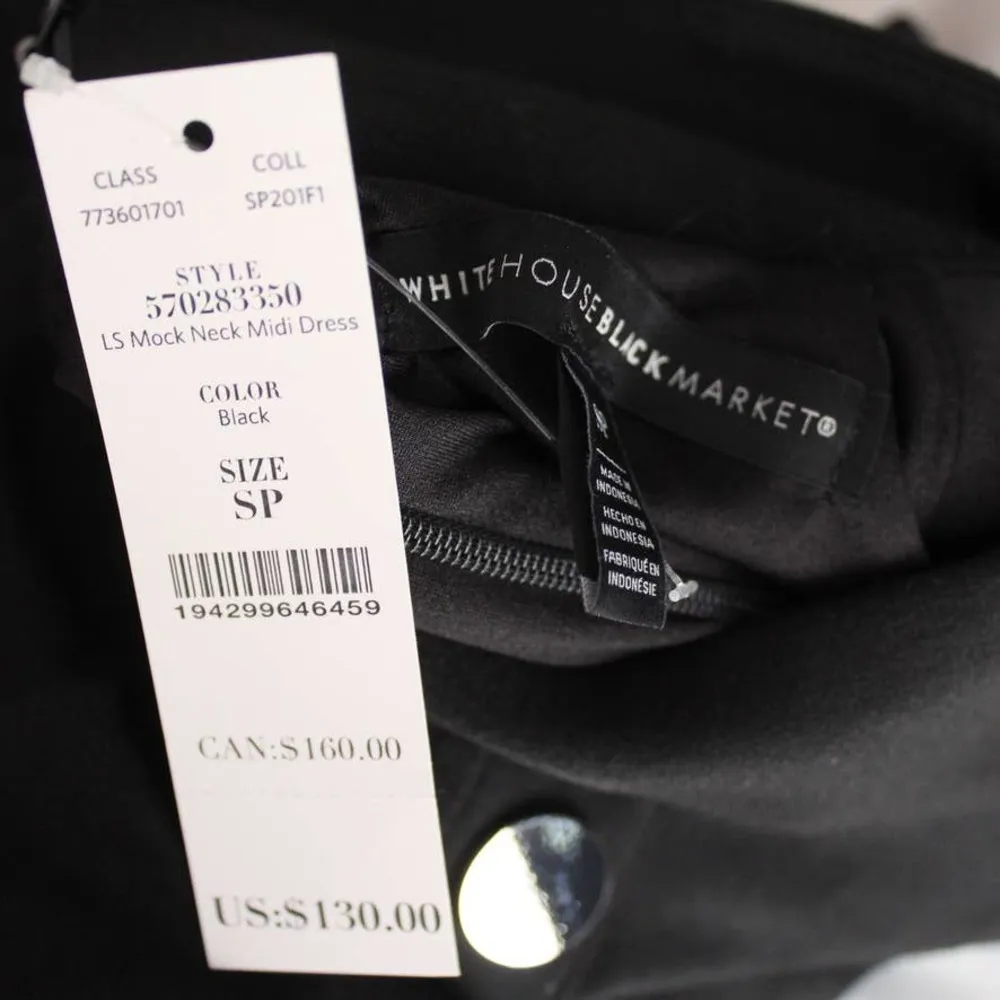 CLASS
773601701
COLL
SP201F1
STYLE
570283350
LS Mock Neck Midi Dress
COLOR
Black
SIZE
SP
194299646459
CAN:$160.00
US:$130.00
WHITEHOUSEBLACKMARKET®
SP
MADE IN
INDONESIA
HECHO EN
INDONESIA
FABRIQUÉ EN
INDONÉSIE